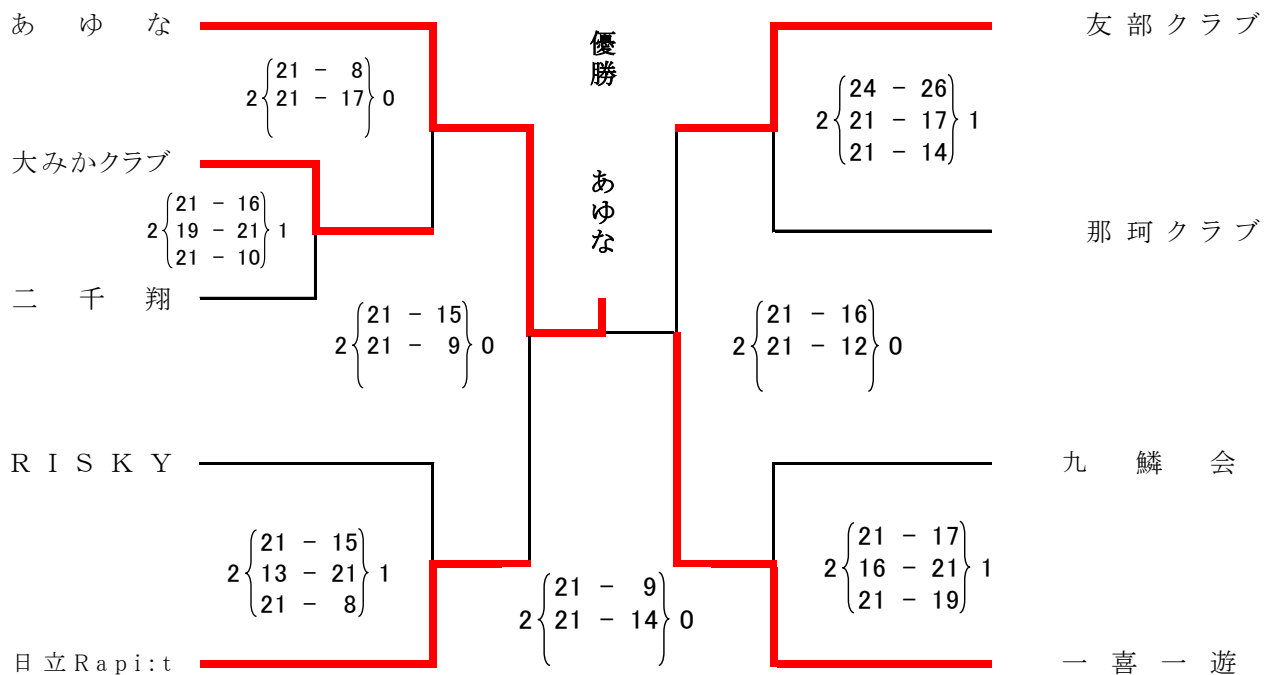 あゆな
2 21 - 8 0
21 - 17
大みかクラブ
2 21 - 16 1
19 - 21
21 - 10
二千翔
2 21 - 15 0
21 - 9
RISKY
2 21 - 15 1
13 - 21
21 - 8
日立Rapi:t
優勝 あゆな
2 21 - 9 0
21 - 14
友部クラブ
2 24 - 26 1
21 - 17
21 - 14
那珂クラブ
2 21 - 16 0
21 - 12
九鱗会
2 21 - 17 1
16 - 21
21 - 19
一喜一遊